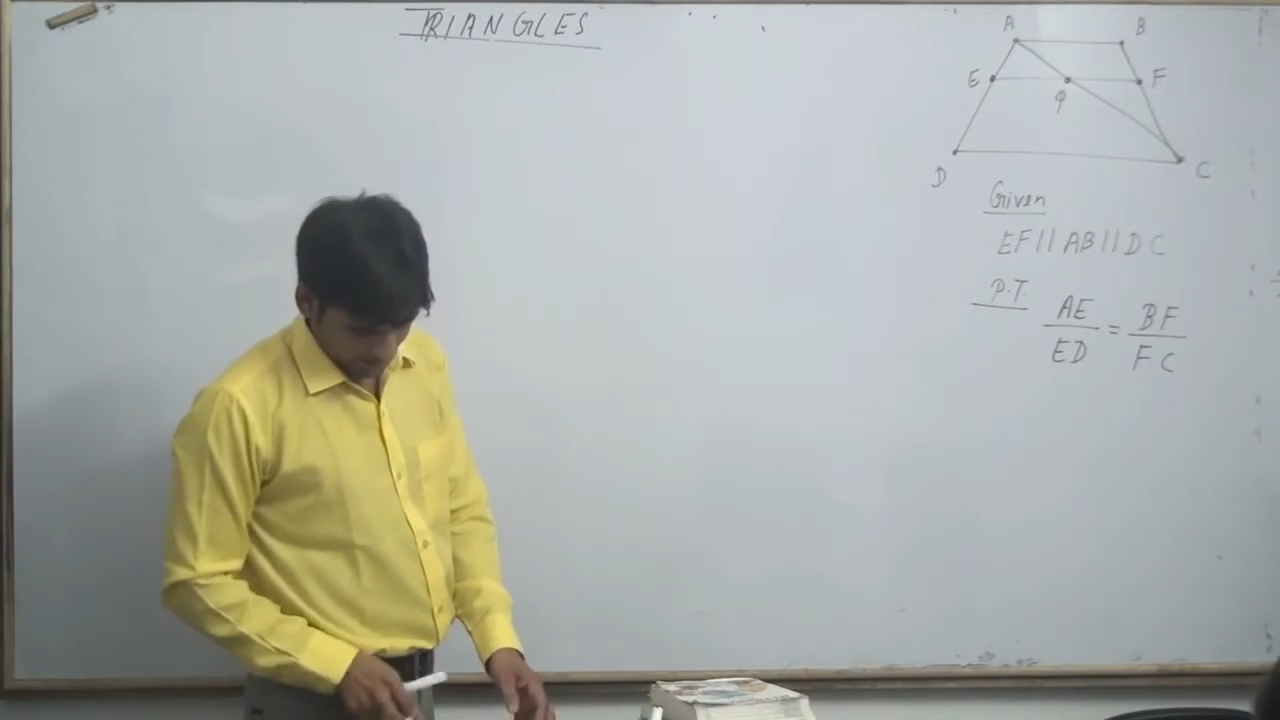 TRIANGLES
A B
E F
P
D C
Given
EF || AB || DC
P.T. AE/ED = BF/FC